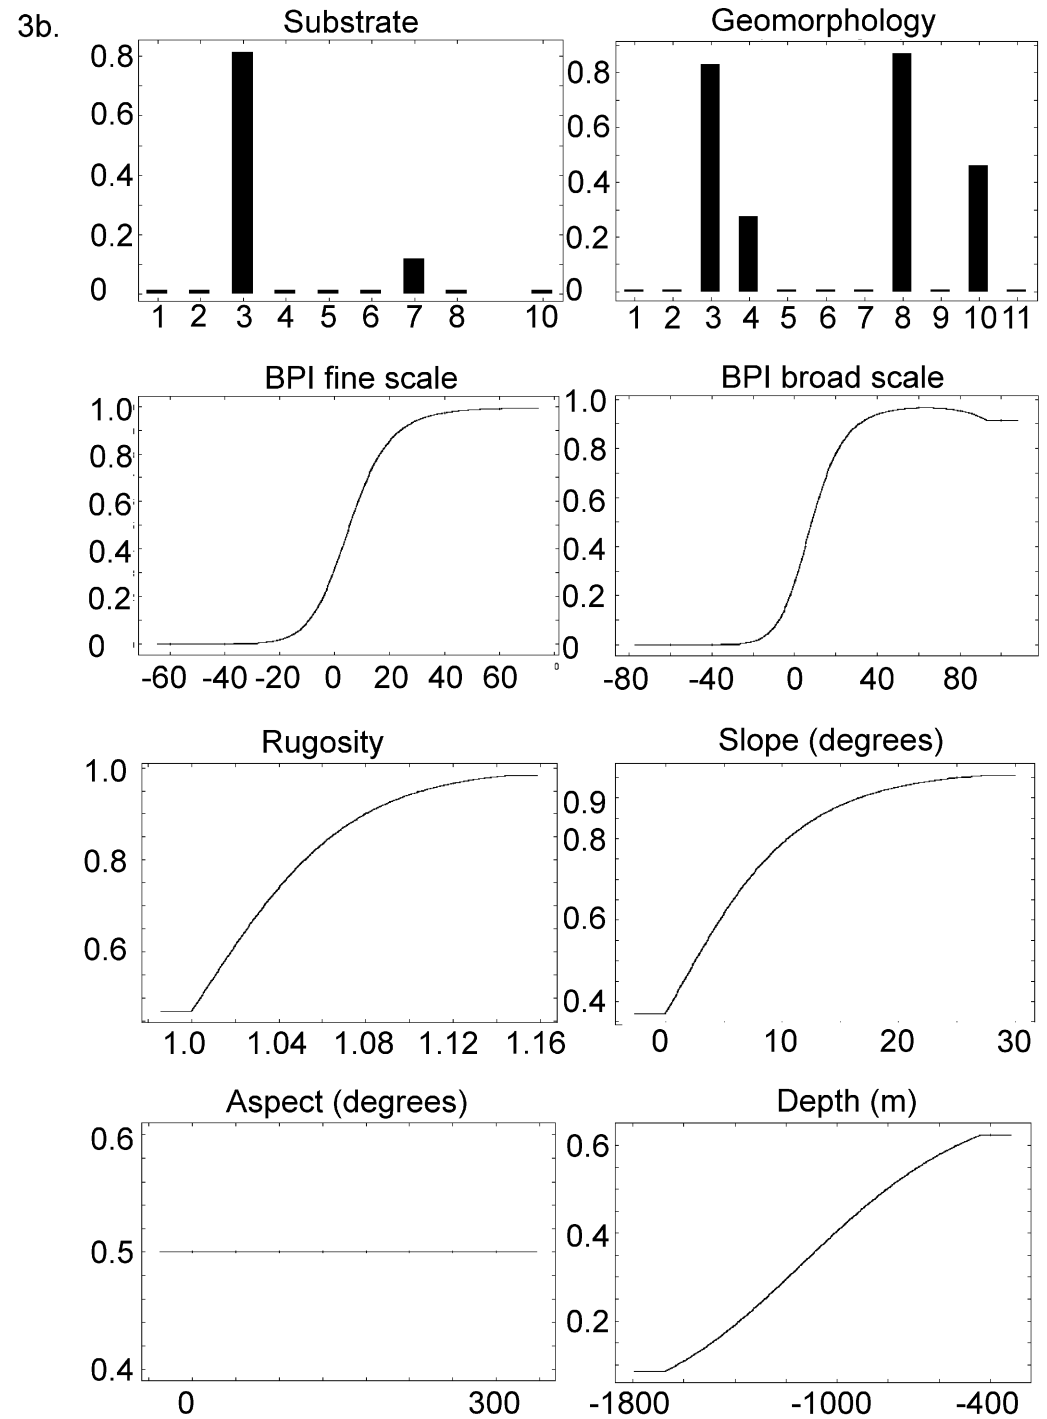 3b.
Substrate
0.8
0.6
0.4
0.2
0
1 2 3 4 5 6 7 8 10
Geomorphology
0.8
0.6
0.4
0.2
0
1 2 3 4 5 6 7 8 9 10 11
BPI fine scale
1.0
0.8
0.6
0.4
0.2
0
-60 -40 -20 0 20 40 60 0
BPI broad scale
1.0
0.8
0.6
0.4
0.2
0
-80 -40 0 40 80
Rugosity
1.0
0.8
0.6
1.0 1.04 1.08 1.12 1.16
Slope (degrees)
0.9
0.8
0.6
0.4
0 10 20 30
Aspect (degrees)
0.6
0.5
0.4
0 300
Depth (m)
0.6
0.4
0.2
-1800 -1000 -400